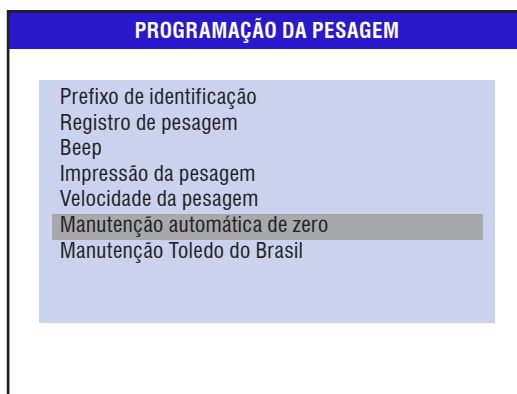 PROGRAMAÇÃO DA PESAGEM
Prefixo de identificação
Registro de pesagem
Beep
Impressão da pesagem
Velocidade da pesagem
Manutenção automática de zero
Manutenção Toledo do Brasil